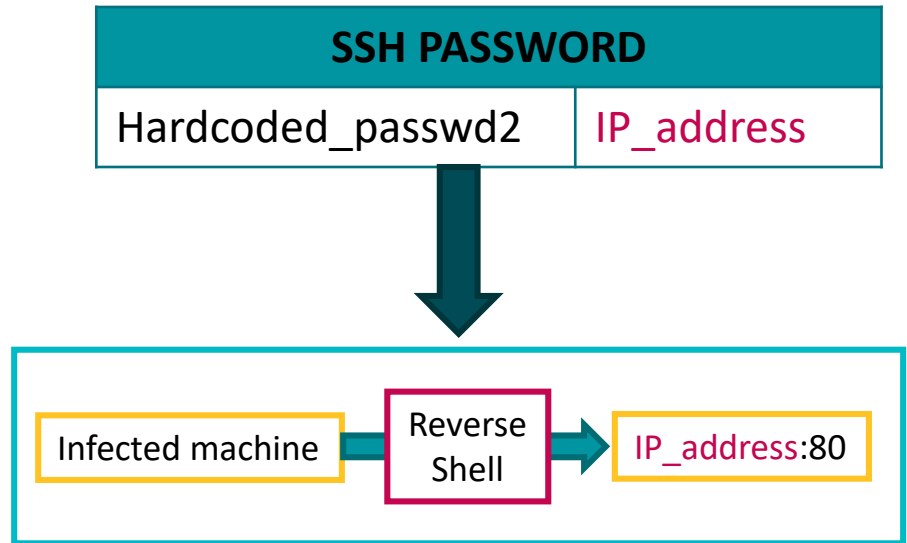 SSH PASSWORD
Hardcoded_passwd2 IP_address
Infected machine
Reverse
Shell
IP_address:80